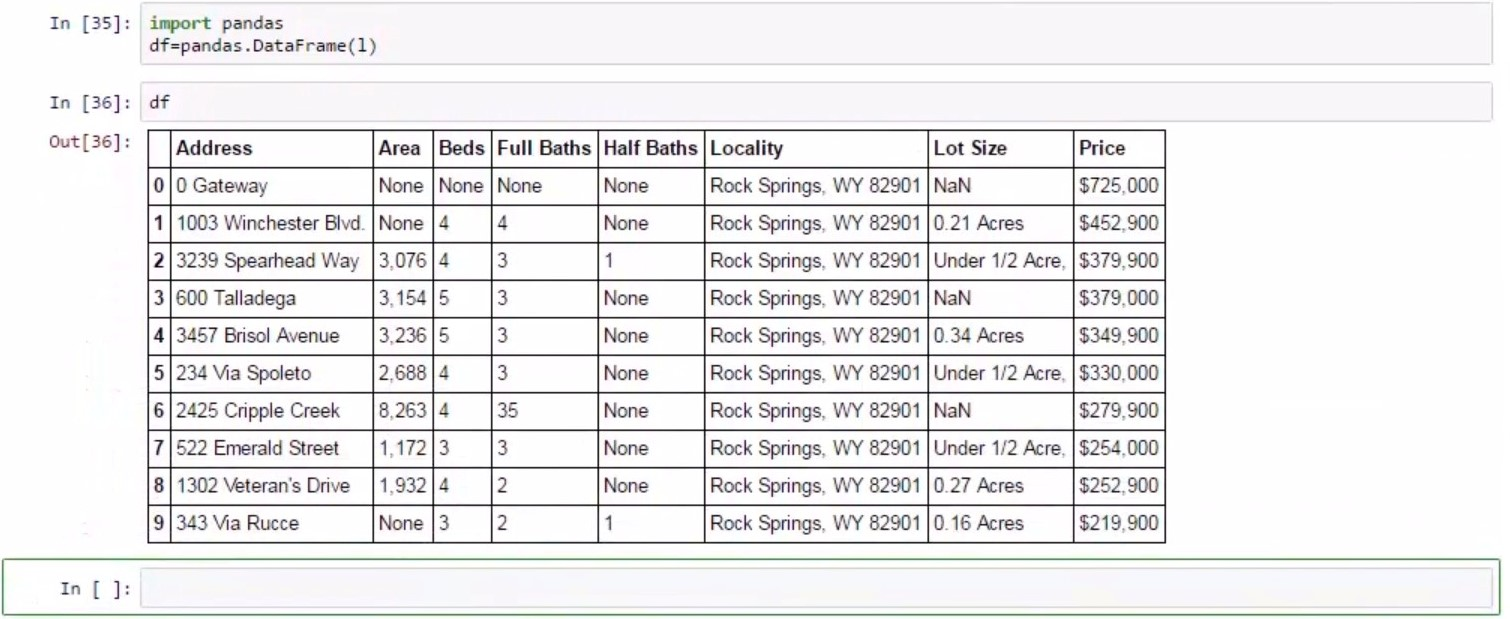 In [35]: import pandas
df=pandas.DataFrame(l)
In [36]: df
Out[36]:
Address Area Beds Full Baths Half Baths Locality Lot Size Price
0 0 Gateway None None None None Rock Springs, WY 82901 NaN $725,000
1 1003 Winchester Blvd. None 4 4 None Rock Springs, WY 82901 0.21 Acres $452,900
2 3239 Spearhead Way 3,076 4 3 1 Rock Springs, WY 82901 Under 1/2 Acre, $379,900
3 600 Talladega 3,154 5 3 None Rock Springs, WY 82901 NaN $379,000
4 3457 Brisol Avenue 3,236 5 3 None Rock Springs, WY 82901 0.34 Acres $349,900
5 234 Via Spoleto 2,688 4 3 None Rock Springs, WY 82901 Under 1/2 Acre, $330,000
6 2425 Cripple Creek 8,263 4 35 None Rock Springs, WY 82901 NaN $279,900
7 522 Emerald Street 1,172 3 3 None Rock Springs, WY 82901 Under 1/2 Acre, $254,000
8 1302 Veteran's Drive 1,932 4 2 None Rock Springs, WY 82901 0.27 Acres $252,900
9 343 Via Rucce None 3 2 1 Rock Springs, WY 82901 0.16 Acres $219,900
In [ ]: